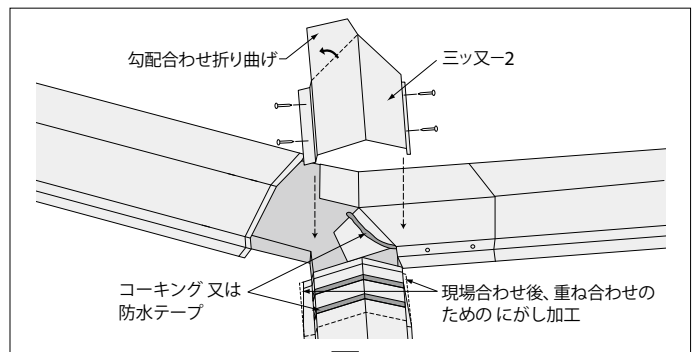 勾配合わせ折り曲げ
三ッ又ー2
コーキング 又は
防水テープ
現場合わせ後、重ね合わせの
ための にがし加工